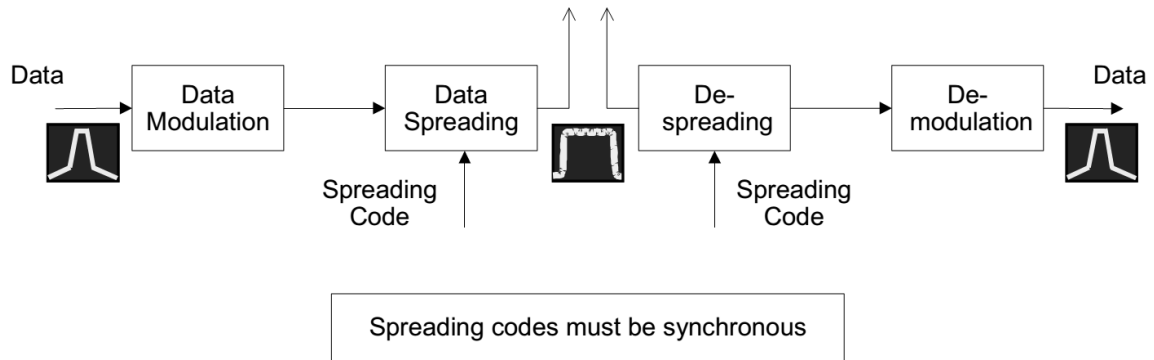 Data
Data
Modulation
Data
Spreading
De-
spreading
De-
modulation
Data
Spreading
Code
Spreading
Code
Spreading codes must be synchronous